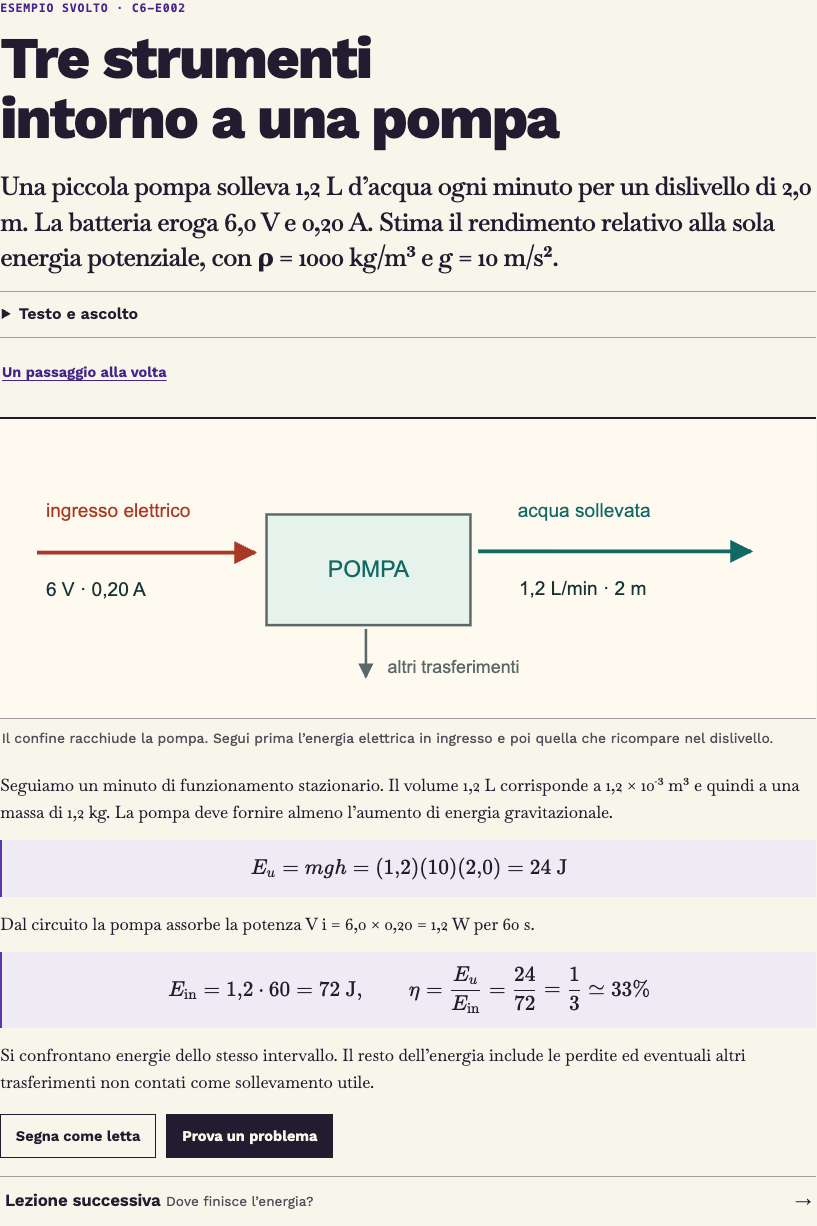 ESEMPIO SVOLTO · C6–E002
Tre strumenti
intorno a una pompa
Una piccola pompa solleva 1,2 L d’acqua ogni minuto per un dislivello di 2,0
m. La batteria eroga 6,0 V e 0,20 A. Stima il rendimento relativo alla sola
energia potenziale, con ρ = 1000 kg/m³ e g = 10 m/s².
▶ Testo e ascolto
Un passaggio alla volta
ingresso elettrico
acqua sollevata
POMPA
6 V · 0,20 A
1,2 L/min · 2 m
altri trasferimenti
Il confine racchiude la pompa. Segui prima l’energia elettrica in ingresso e poi quella che ricompare nel dislivello.
Seguiamo un minuto di funzionamento stazionario. Il volume 1,2 L corrisponde a 1,2 × 10⁻³ m³ e quindi a una
massa di 1,2 kg. La pompa deve fornire almeno l’aumento di energia gravitazionale.
E_u = mgh = (1,2)(10)(2,0) = 24 J
Dal circuito la pompa assorbe la potenza V i = 6,0 × 0,20 = 1,2 W per 60 s.
E_in = 1,2 · 60 = 72 J, η = E_u/E_in = 24/72 = 1/3 ≃ 33%
Si confrontano energie dello stesso intervallo. Il resto dell’energia include le perdite ed eventuali altri
trasferimenti non contati come sollevamento utile.
Segna come letta
Prova un problema
Lezione successiva Dove finisce l’energia? →